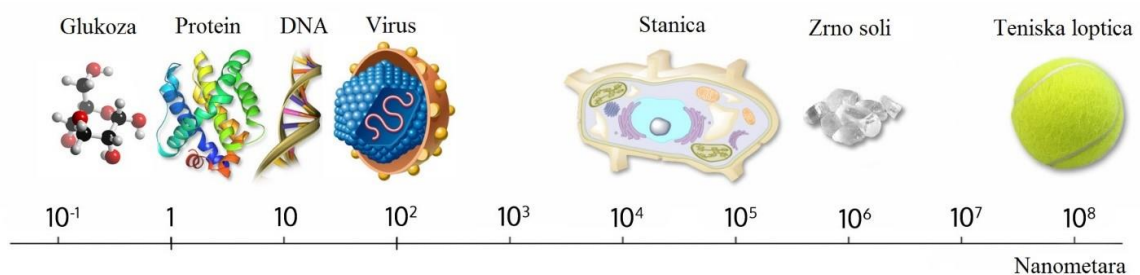 Glukoza Protein DNA Virus Stanica Zrno soli Teniska loptica
10⁻¹ 1 10 10² 10³ 10⁴ 10⁵ 10⁶ 10⁷ 10⁸
Nanometara